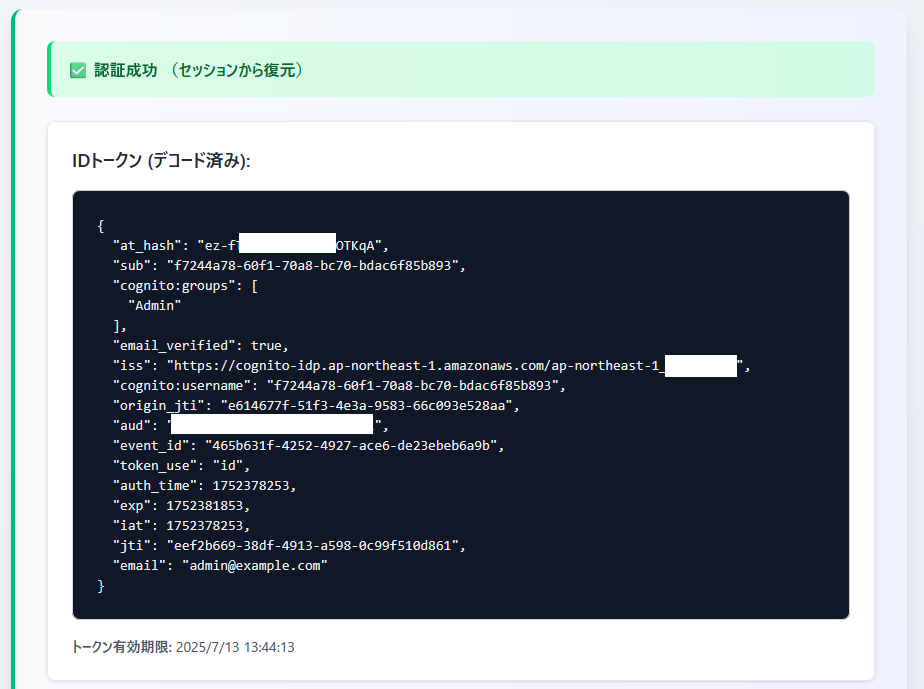 ✅ 認証成功 （セッションから復元）
IDトークン (デコード済み):
{
"at_hash": "ez-f OTKqA",
"sub": "f7244a78-60f1-70a8-bc70-bdac6f85b893",
"cognito:groups": [
"Admin"
],
"email_verified": true,
"iss": "https://cognito-idp.ap-northeast-1.amazonaws.com/ap-northeast-1_ ",
"cognito:username": "f7244a78-60f1-70a8-bc70-bdac6f85b893",
"origin_jti": "e614677f-51f3-4e3a-9583-66c093e528aa",
"aud": " ",
"event_id": "465b631f-4252-4927-ace6-de23ebeb6a9b",
"token_use": "id",
"auth_time": 1752378253,
"exp": 1752381853,
"iat": 1752378253,
"jti": "eef2b669-38df-4913-a598-0c99f510d861",
"email": "admin@example.com"
}
トークン有効期限: 2025/7/13 13:44:13